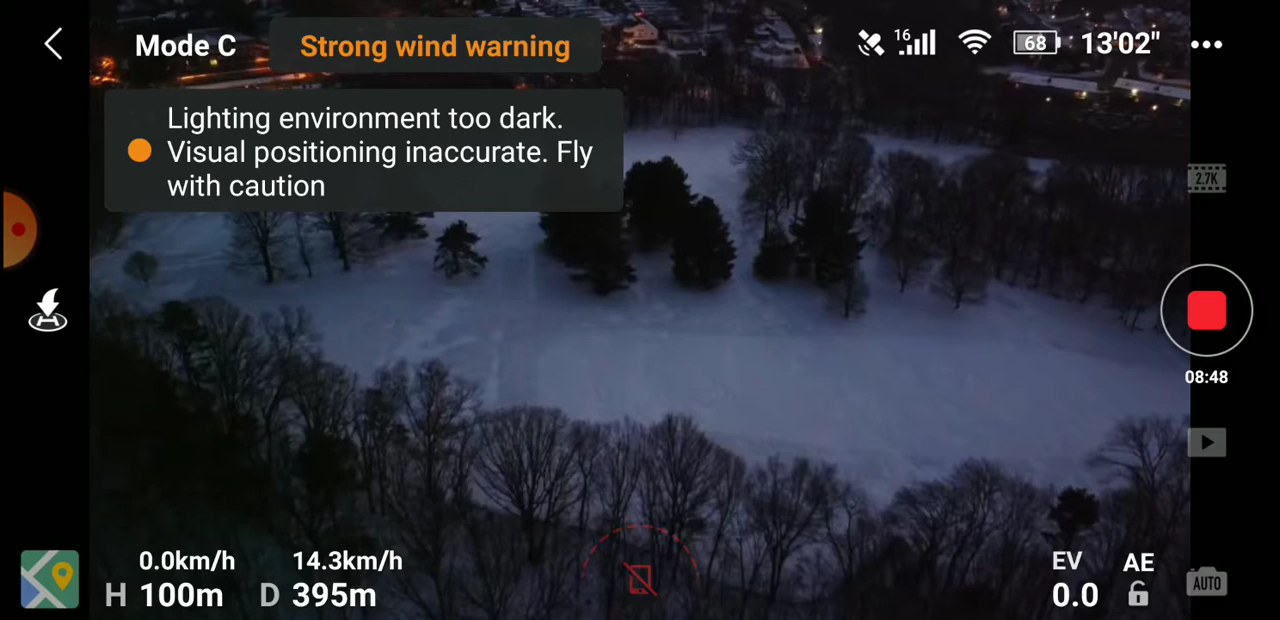 Mode C
Strong wind warning
16
68
13'02"
Lighting environment too dark.
Visual positioning inaccurate. Fly
with caution
2.7K
08:48
0.0km/h
14.3km/h
H 100m
D 395m
EV
0.0
AE
AUTO